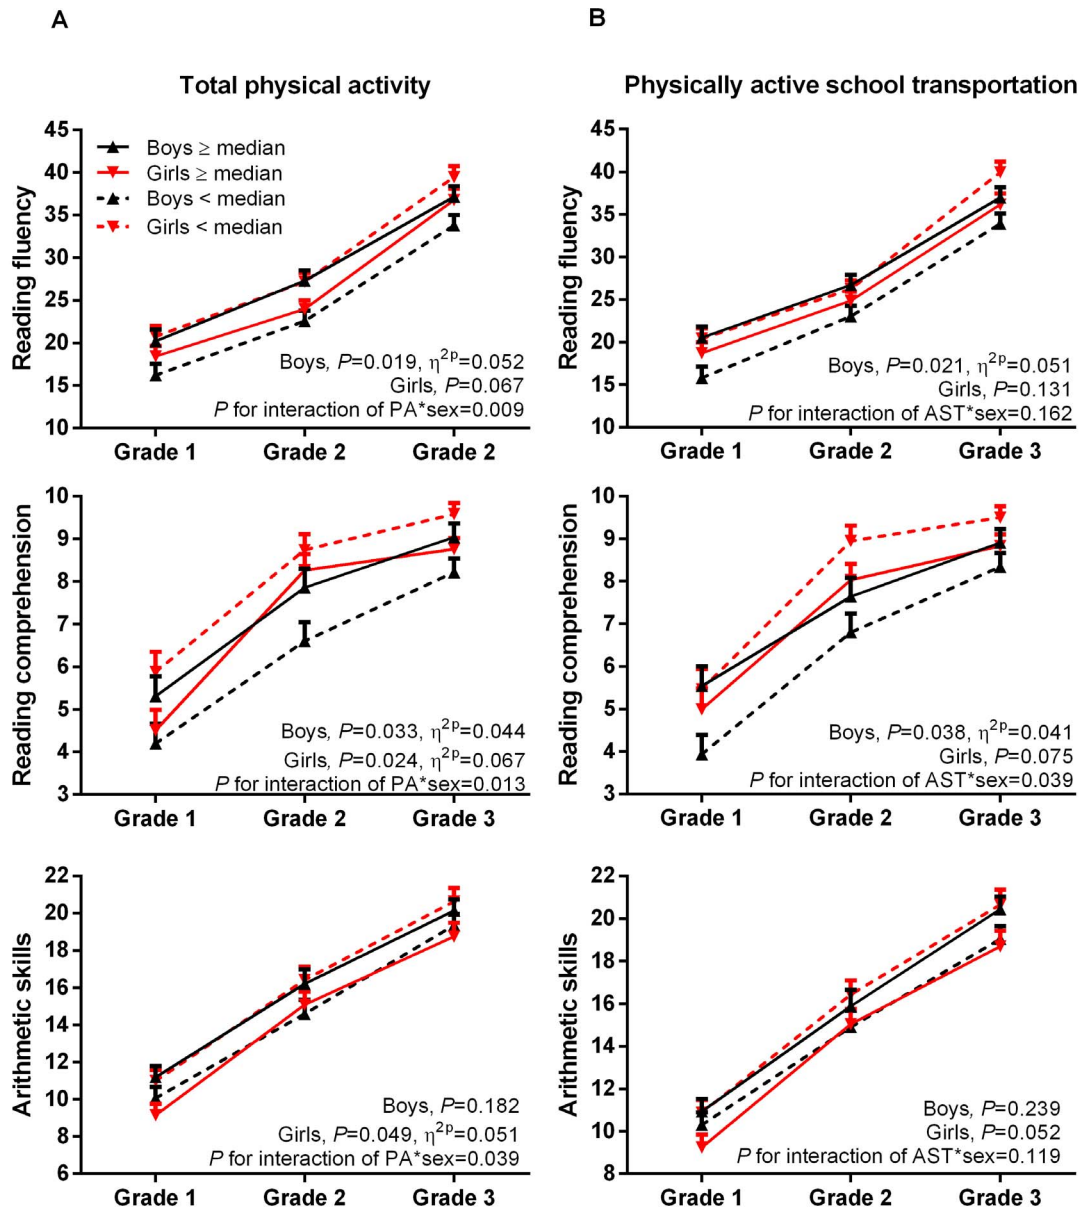 A
B
Total physical activity
Physically active school transportation
Reading fluency
45
40
35
30
25
20
15
10
Boys ≥ median
Girls ≥ median
Boys < median
Girls < median
Boys, P=0.019, η²ᵖ=0.052
Girls, P=0.067
P for interaction of PA*sex=0.009
Grade 1 Grade 2 Grade 2
Reading fluency
45
40
35
30
25
20
15
10
Boys, P=0.021, η²ᵖ=0.051
Girls, P=0.131
P for interaction of AST*sex=0.162
Grade 1 Grade 2 Grade 3
Reading comprehension
10
9
8
7
6
5
4
3
Boys, P=0.033, η²ᵖ=0.044
Girls, P=0.024, η²ᵖ=0.067
P for interaction of PA*sex=0.013
Grade 1 Grade 2 Grade 3
Reading comprehension
10
9
8
7
6
5
4
3
Boys, P=0.038, η²ᵖ=0.041
Girls, P=0.075
P for interaction of AST*sex=0.039
Grade 1 Grade 2 Grade 3
Arithmetic skills
22
20
18
16
14
12
10
8
6
Boys, P=0.182
Girls, P=0.049, η²ᵖ=0.051
P for interaction of PA*sex=0.039
Grade 1 Grade 2 Grade 3
Arithmetic skills
22
20
18
16
14
12
10
8
Boys, P=0.239
Girls, P=0.052
P for interaction of AST*sex=0.119
Grade 1 Grade 2 Grade 3